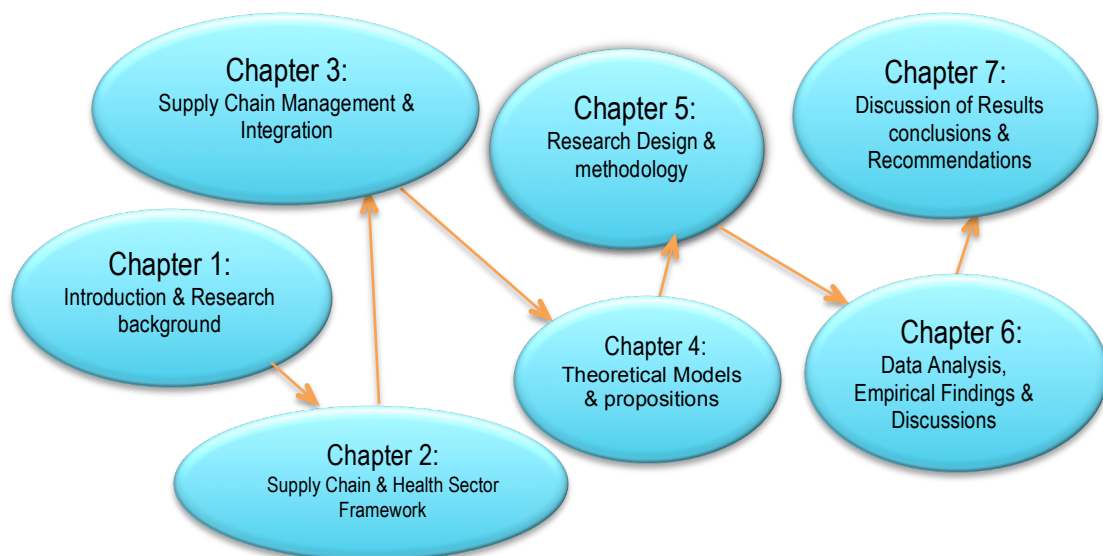 Chapter 1:
Introduction & Research
background
Chapter 2:
Supply Chain & Health Sector
Framework
Chapter 3:
Supply Chain Management &
Integration
Chapter 4:
Theoretical Models
& propositions
Chapter 5:
Research Design &
methodology
Chapter 6:
Data Analysis,
Empirical Findings &
Discussions
Chapter 7:
Discussion of Results
conclusions &
Recommendations